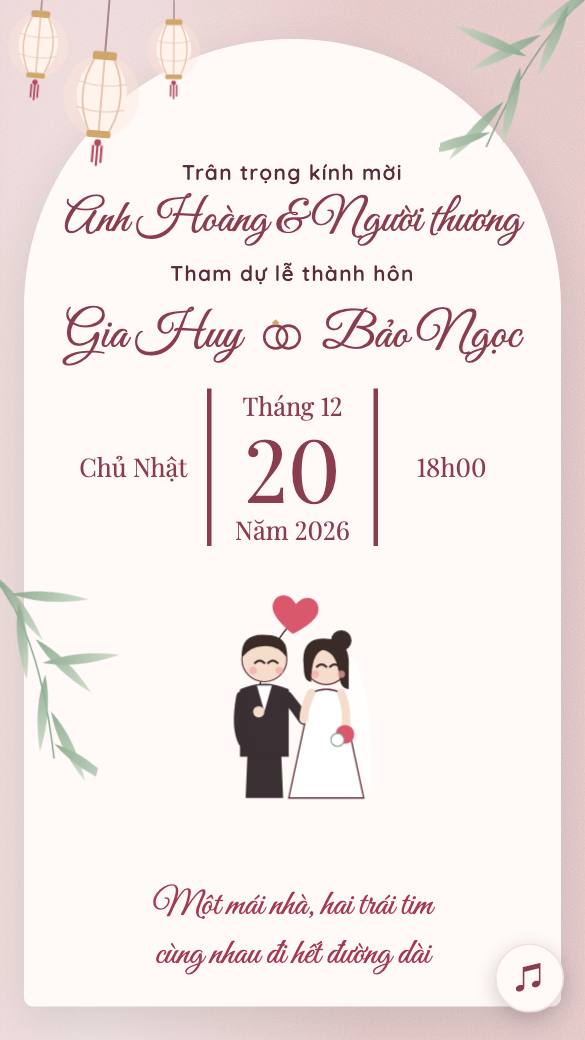 Trân trọng kính mời
Anh Hoàng & Người thương
Tham dự lễ thành hôn
Gia Huy Bảo Ngọc
Tháng 12
Chủ Nhật 20 18h00
Năm 2026
Một mái nhà, hai trái tim
cùng nhau đi hết đường dài